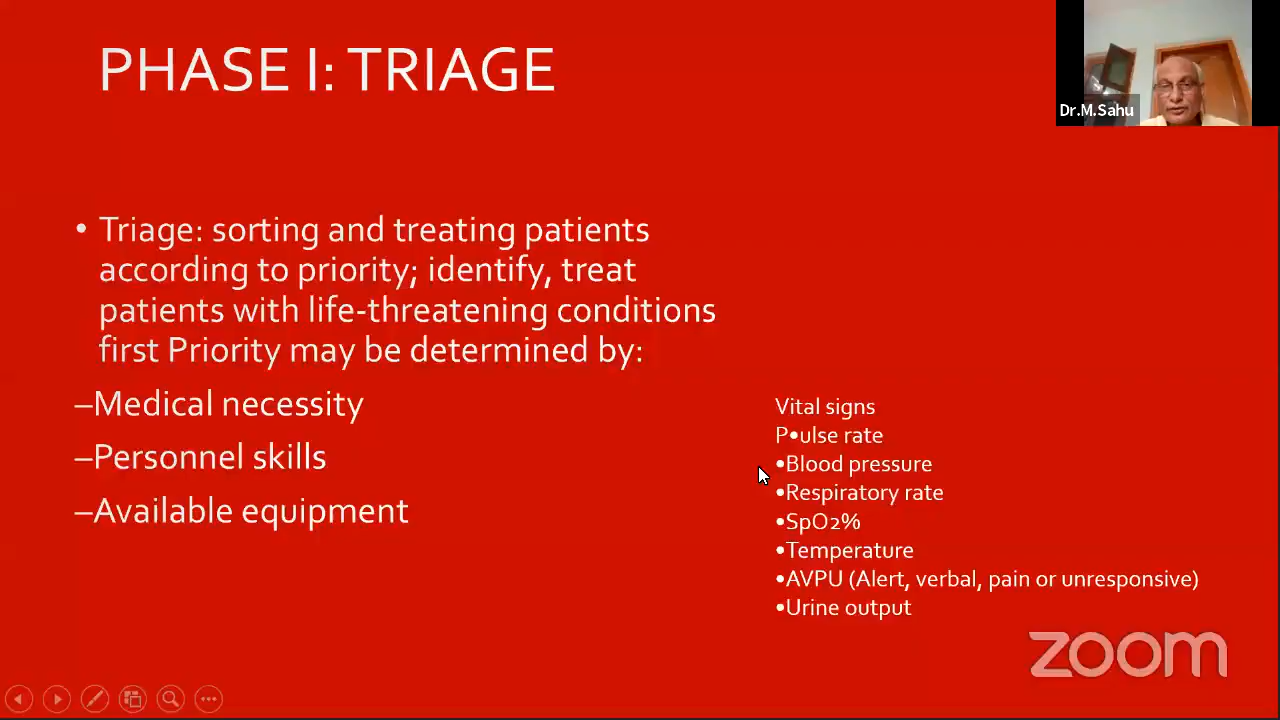 PHASE I: TRIAGE
Dr.M.Sahu
• Triage: sorting and treating patients
according to priority; identify, treat
patients with life-threatening conditions
first Priority may be determined by:
–Medical necessity
–Personnel skills
–Available equipment
Vital signs
P•ulse rate
•Blood pressure
•Respiratory rate
•SpO2%
•Temperature
•AVPU (Alert, verbal, pain or unresponsive)
•Urine output
zoom